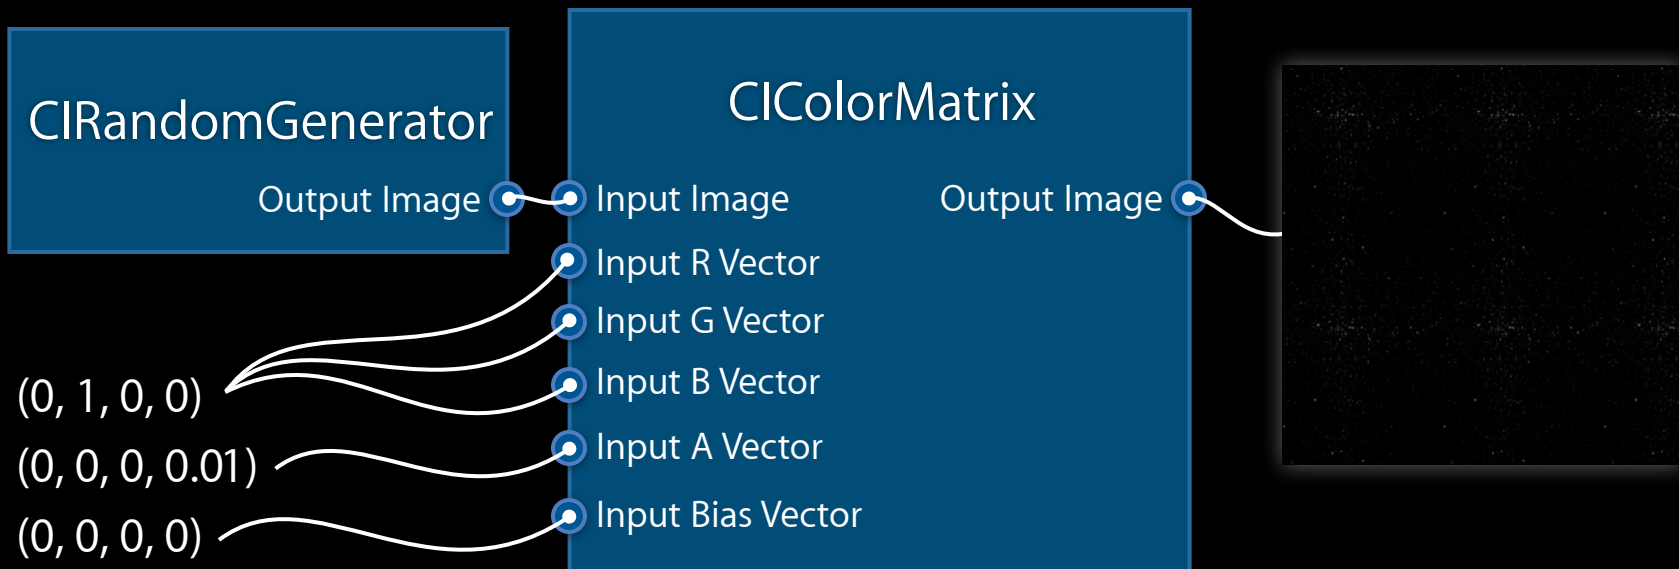 CIRandomGenerator
Output Image
CIColorMatrix
Input Image
Output Image
Input R Vector
Input G Vector
Input B Vector
Input A Vector
Input Bias Vector
(0, 1, 0, 0)
(0, 0, 0, 0.01)
(0, 0, 0, 0)